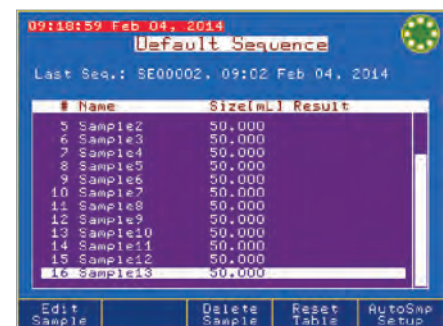 09:18:59 Feb 04, 2014
Default Sequence
Last Seq.: SE00002, 09:02 Feb 04, 2014
# Name Size[mL] Result
5 Sample2 50.000
6 Sample3 50.000
7 Sample4 50.000
8 Sample5 50.000
9 Sample6 50.000
10 Sample7 50.000
11 Sample8 50.000
12 Sample9 50.000
13 Sample10 50.000
14 Sample11 50.000
15 Sample12 50.000
16 Sample13 50.000
Edit Delete Reset AutoSmp
Sample Sample Table Setup